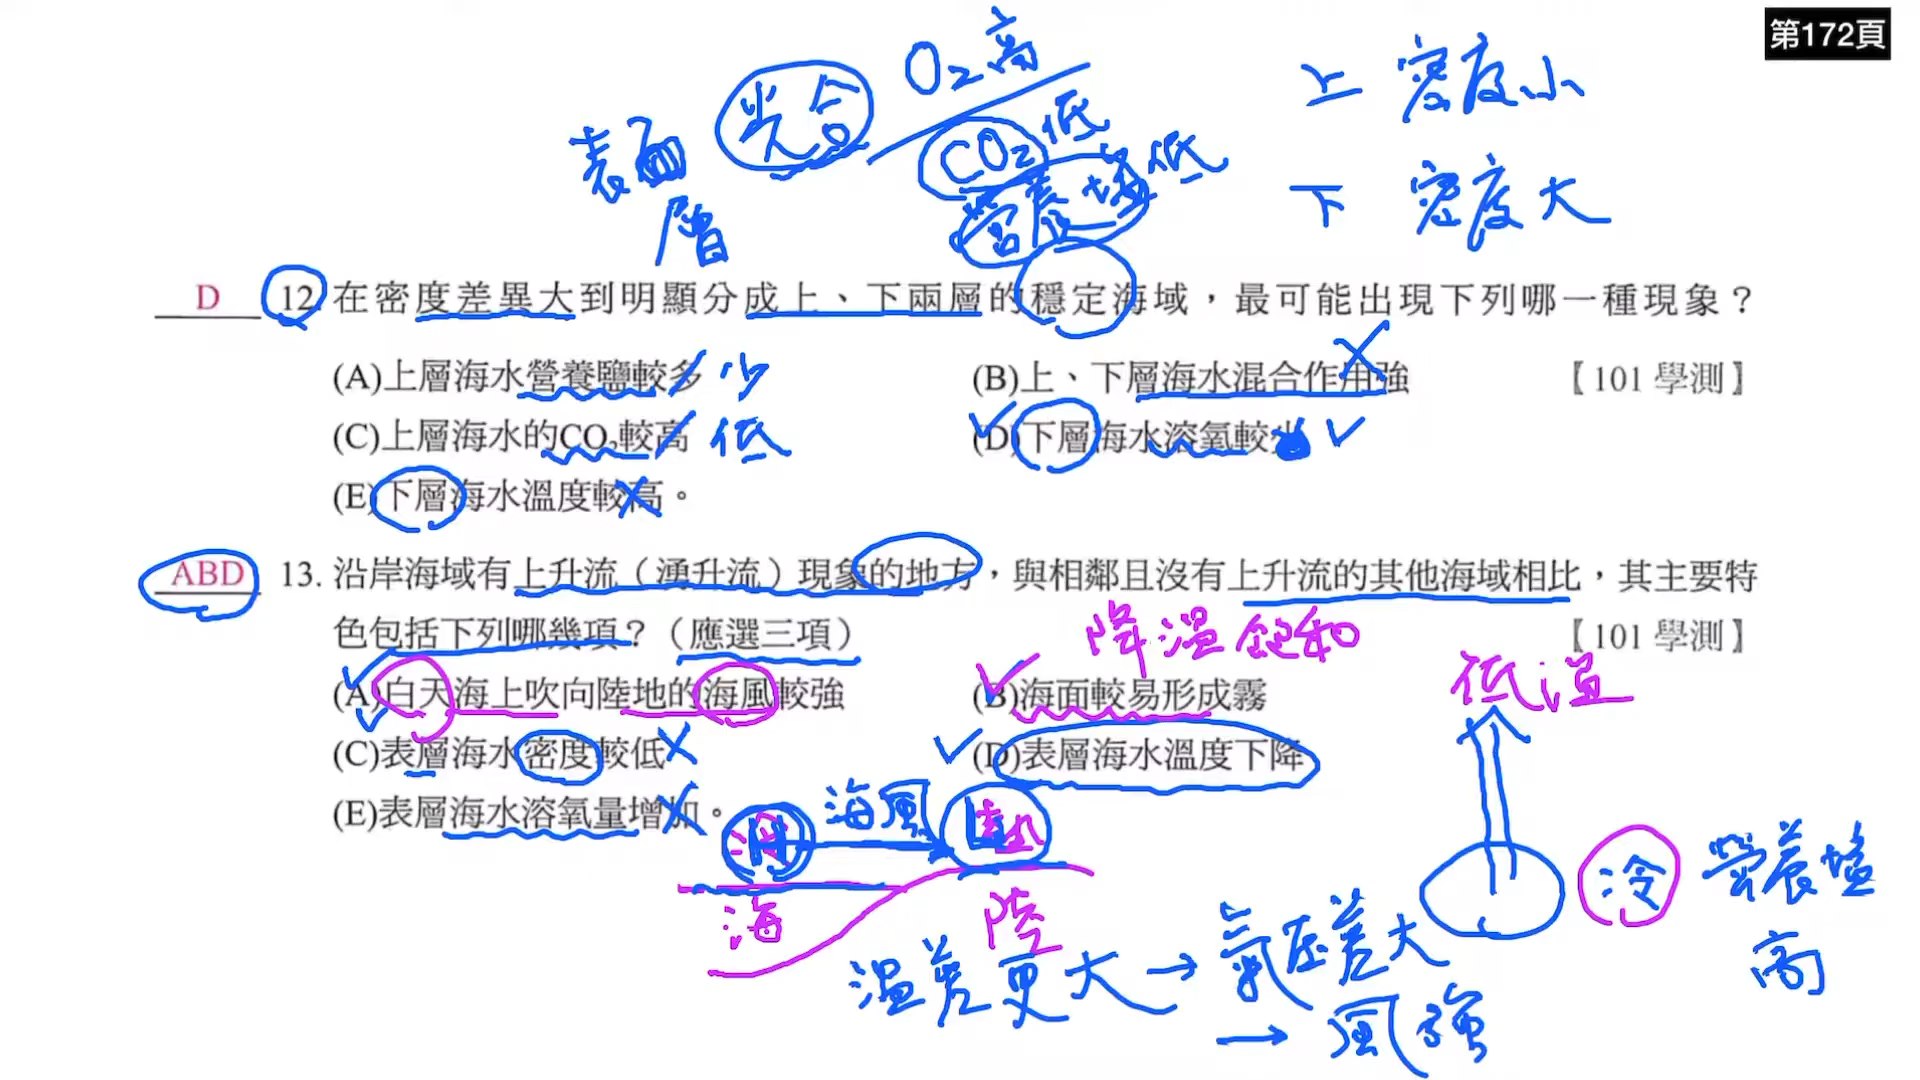 第172頁
O₂高
上 密度小
光合
CO₂低
表面
層
營養塩低
下 密度大
D 12. 在密度差異大到明顯分成上、下兩層的穩定海域，最可能出現下列哪一種現象？
(A)上層海水營養鹽較多 少 (B)上、下層海水混合作用強 【101 學測】
(C)上層海水的CO₂較高 低 (D)下層海水溶氧較少
(E)下層海水溫度較高。
ABD 13. 沿岸海域有上升流（湧升流）現象的地方，與相鄰且沒有上升流的其他海域相比，其主要特
色包括下列哪幾項？（應選三項） 【101 學測】
降溫飽和
低溫
(A)白天海上吹向陸地的海風較強 (B)海面較易形成霧
(C)表層海水密度較低 (D)表層海水溫度下降
(E)表層海水溶氧量增加。
H 海風 L
海 陸
冷 營養塩
高
溫差更大→氣壓差大
→風強